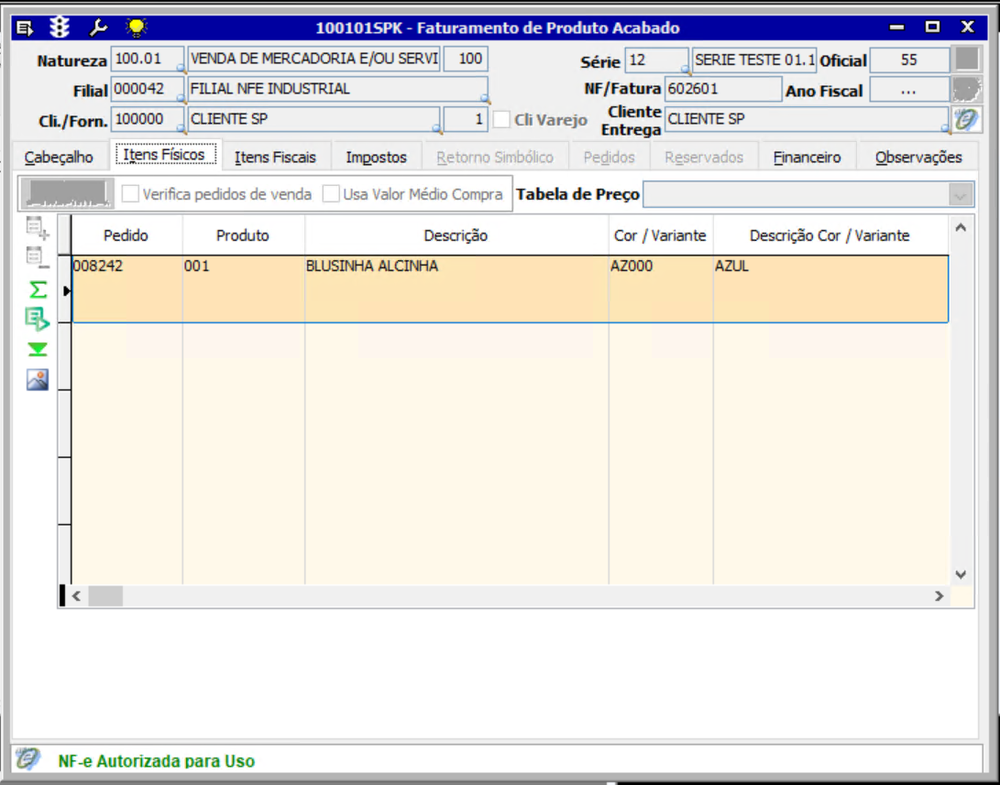 100101SPK - Faturamento de Produto Acabado
Natureza 100.01 VENDA DE MERCADORIA E/OU SERVI 100 Série 12 SERIE TESTE 01.1 Oficial 55
Filial 000042 FILIAL NFE INDUSTRIAL NF/Fatura 602601 Ano Fiscal ...
Cli./Forn. 100000 CLIENTE SP 1 Cli Varejo Cliente Entrega CLIENTE SP
Cabeçalho Itens Físicos Itens Fiscais Impostos Retorno Simbólico Pedidos Reservados Financeiro Observações
Verifica pedidos de venda Usa Valor Médio Compra Tabela de Preço
Pedido Produto Descrição Cor / Variante Descrição Cor / Variante
008242 001 BLUSINHA ALCINHA AZ000 AZUL
NF-e Autorizada para Uso